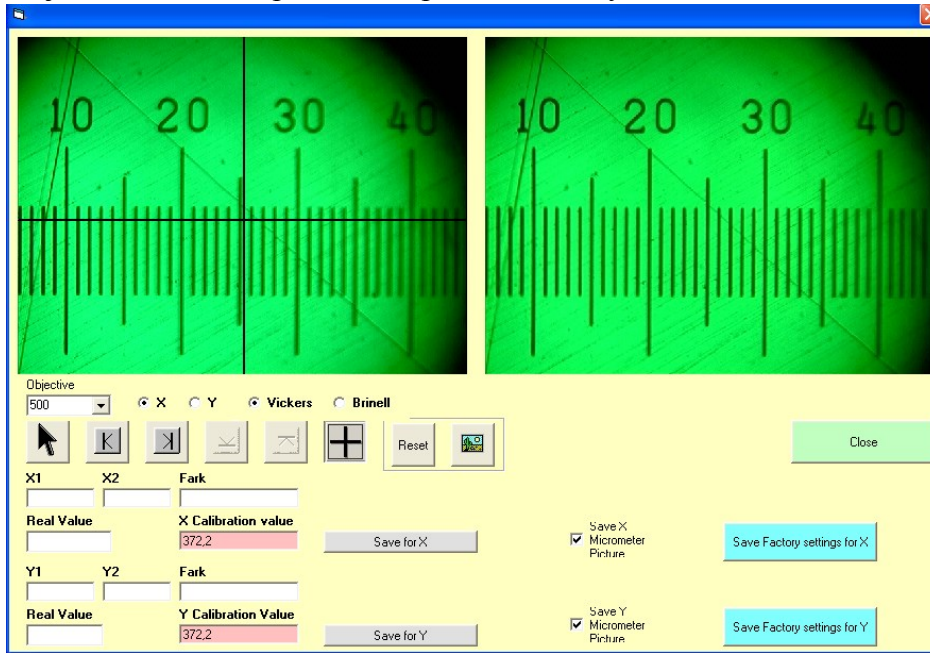 10 20 30 40
10 20 30 40
Objective
500 X Y Vickers Brinell
K K Reset Close
X1 X2 Fark
Real Value X Calibration value
372,2 Save for X
Save X
Micrometer
Picture
Save Factory settings for X
Y1 Y2 Fark
Real Value Y Calibration Value
372,2 Save for Y
Save Y
Micrometer
Picture
Save Factory settings for Y